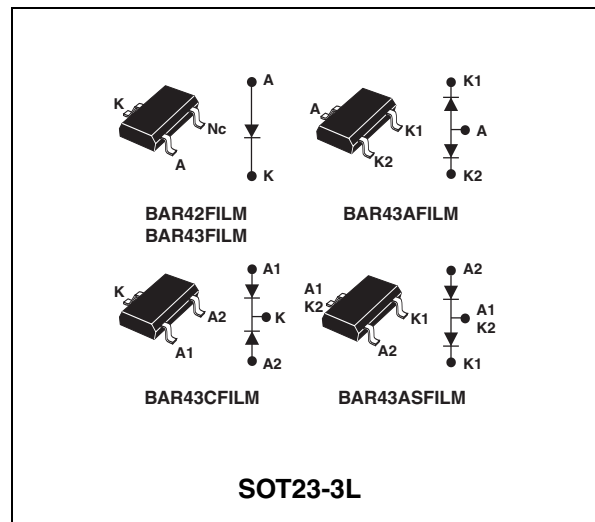 K
Nc
A
A
K
BAR42FILM
BAR43FILM
A
K1
K2
K1
A
K2
BAR43AFILM
K
A2
A1
A1
K
A2
BAR43CFILM
A1
K2
K1
A2
A2
A1
K2
K1
BAR43ASFILM
SOT23-3L